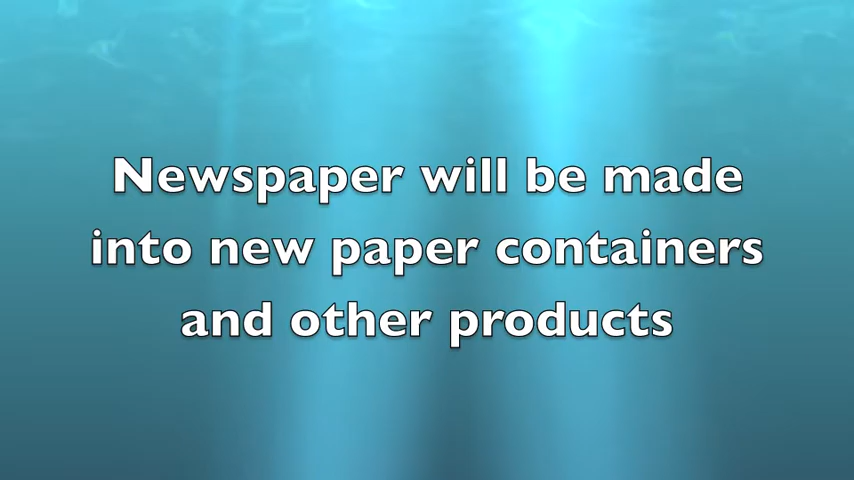 Newspaper will be made
into new paper containers
and other products